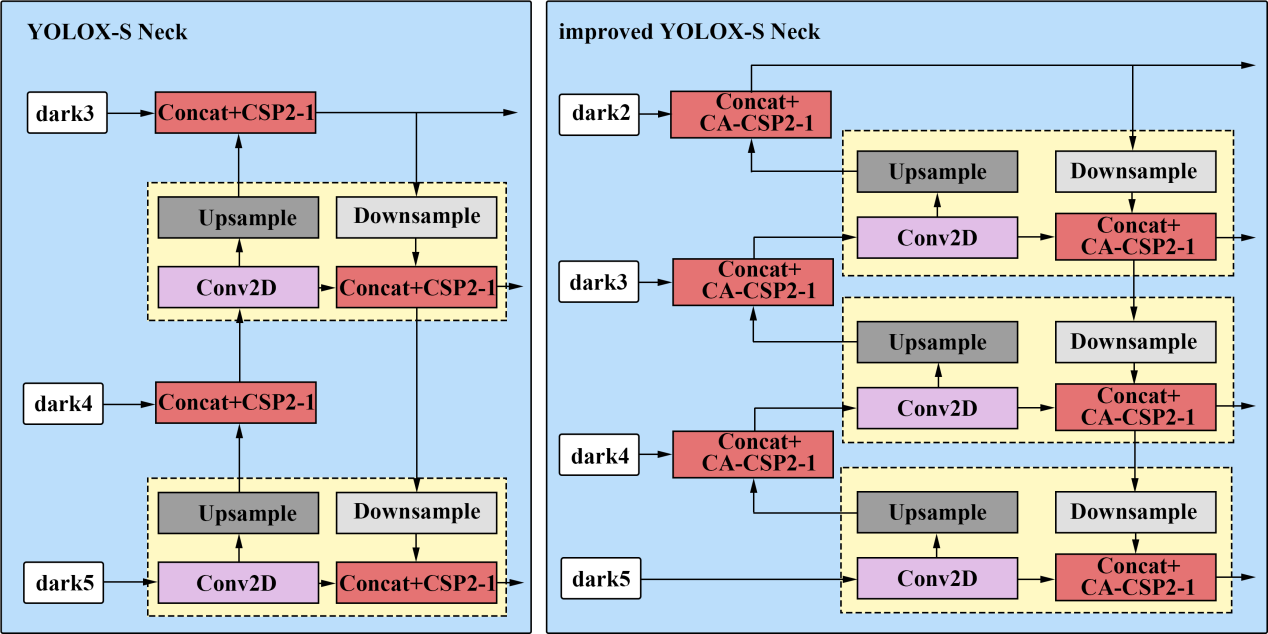 YOLOX-S Neck
dark3
Concat+CSP2-1
Upsample
Downsample
Conv2D
Concat+CSP2-1
dark4
Concat+CSP2-1
Upsample
Downsample
dark5
Conv2D
Concat+CSP2-1
improved YOLOX-S Neck
dark2
Concat+
CA-CSP2-1
Upsample
Downsample
Conv2D
Concat+
CA-CSP2-1
dark3
Concat+
CA-CSP2-1
Upsample
Downsample
Conv2D
Concat+
CA-CSP2-1
dark4
Concat+
CA-CSP2-1
Upsample
Downsample
dark5
Conv2D
Concat+
CA-CSP2-1